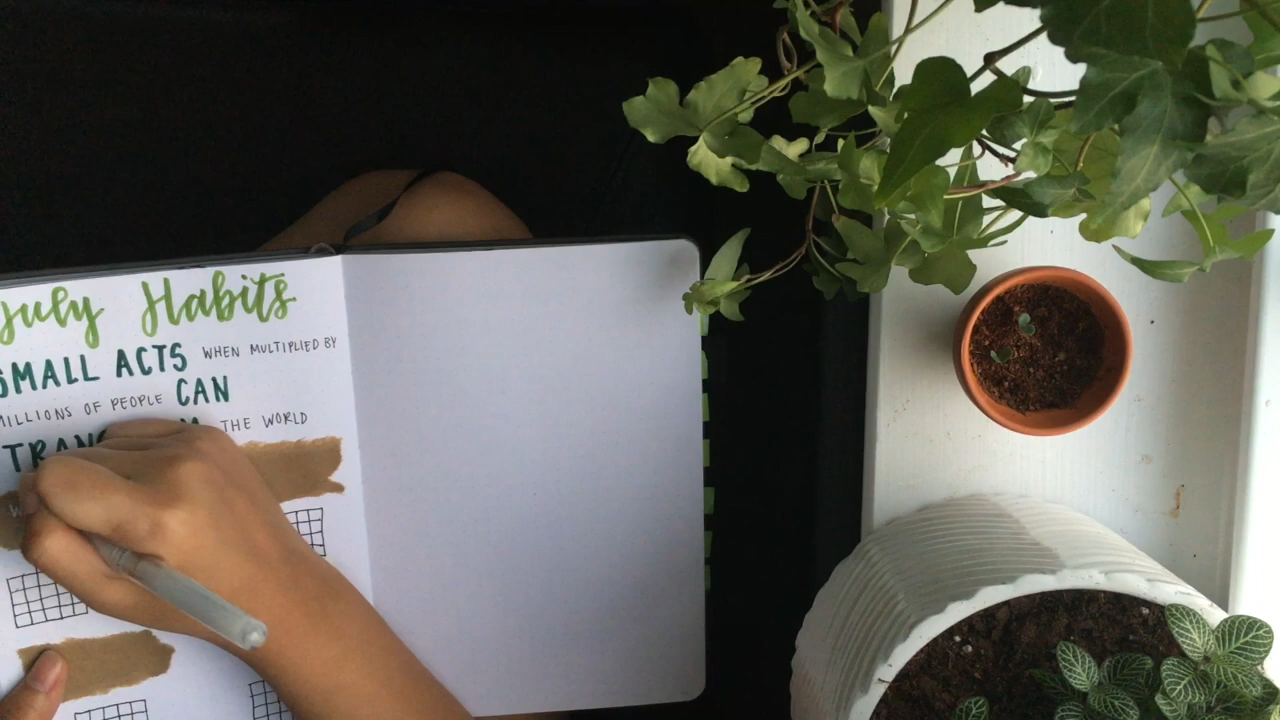 July Habits
SMALL ACTS WHEN MULTIPLIED BY
MILLIONS OF PEOPLE CAN
THE WORLD